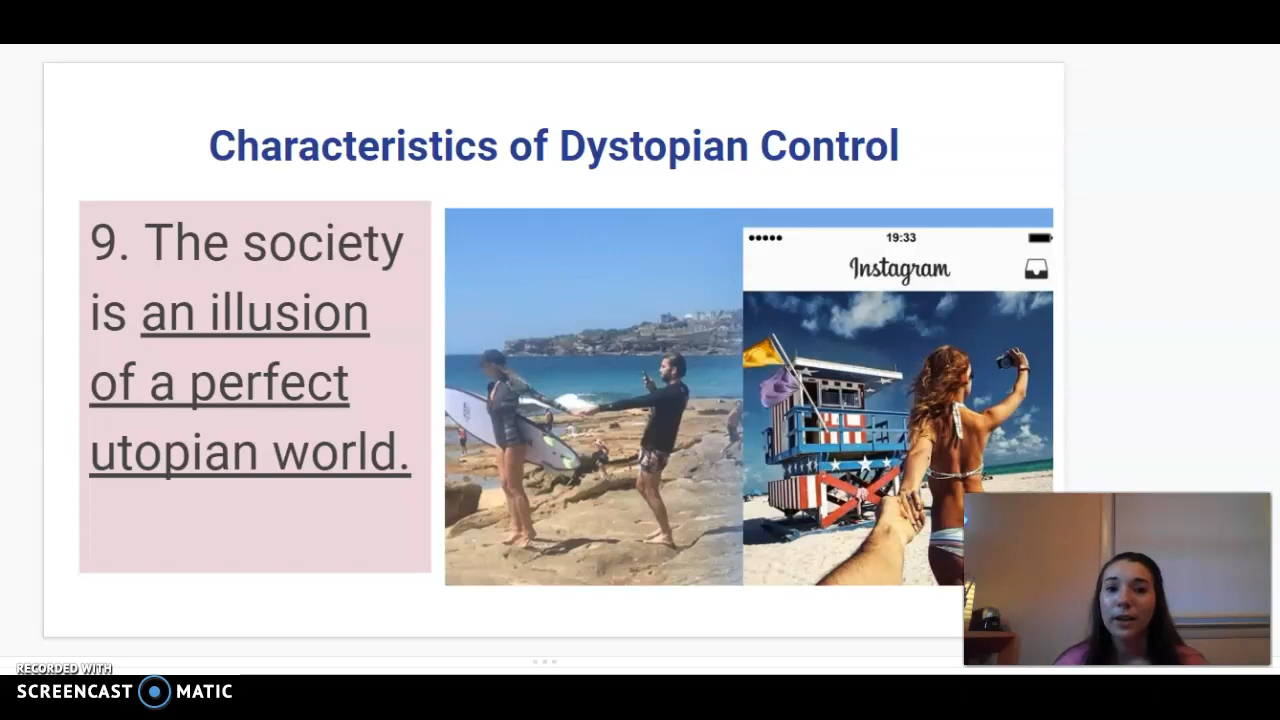 Characteristics of Dystopian Control
9. The society
is an illusion
of a perfect
utopian world.
19:33
Instagram
RECORDED WITH
SCREENCAST MATIC